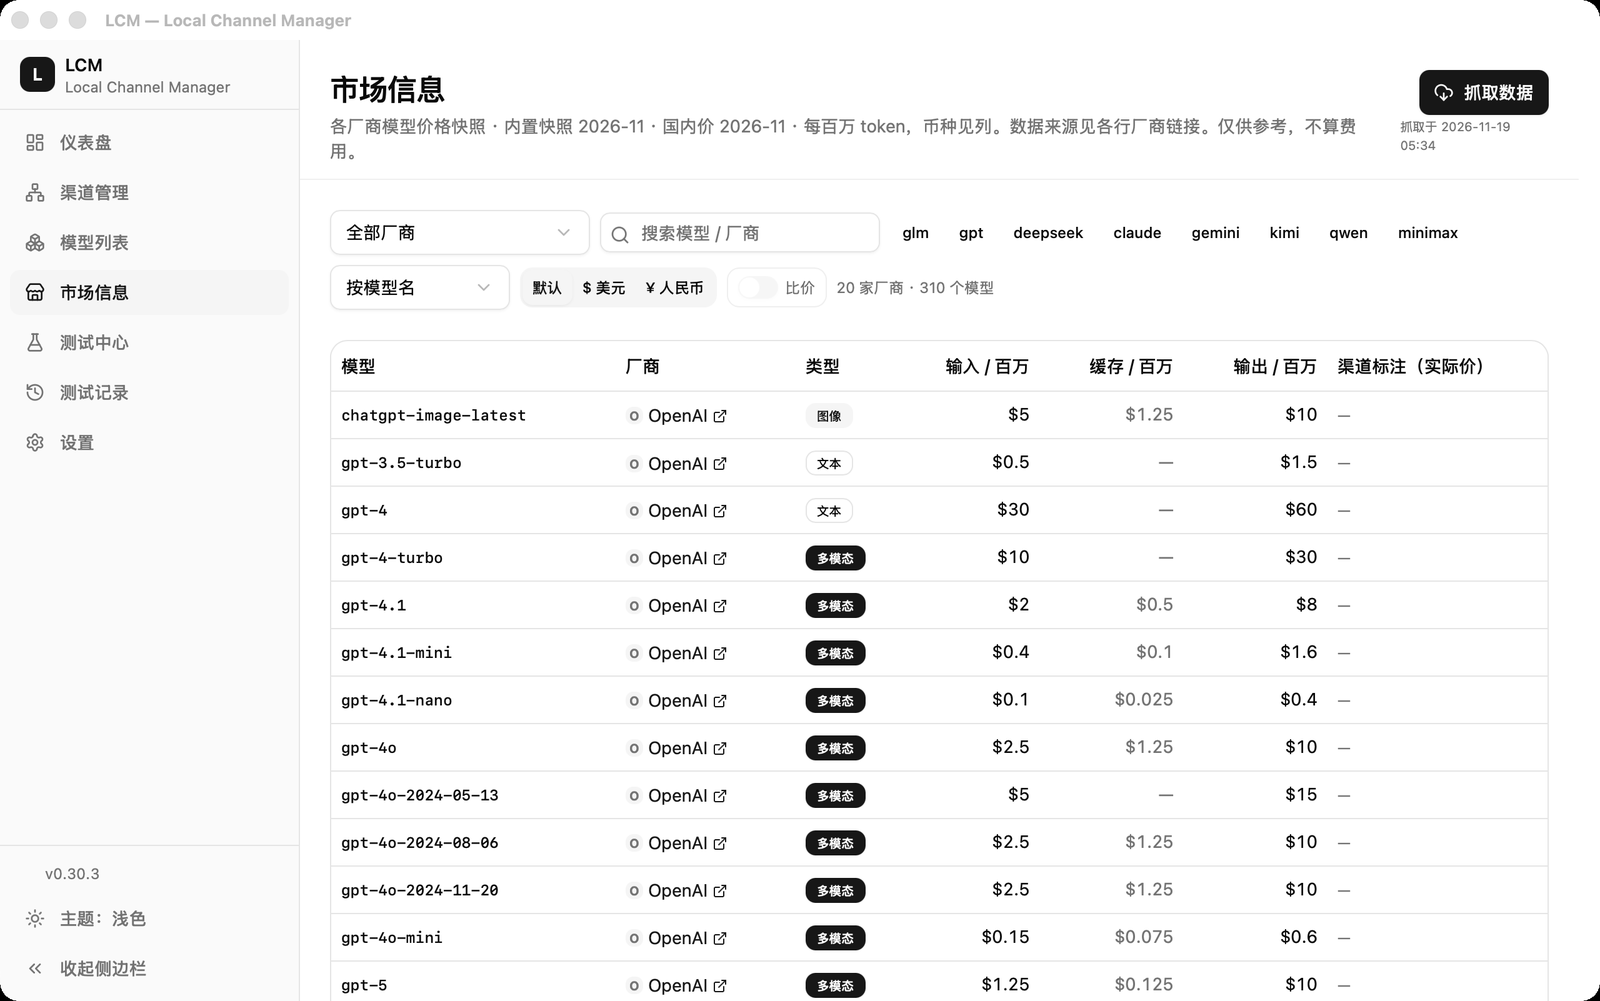 LCM — Local Channel Manager
L
LCM
Local Channel Manager
仪表盘
渠道管理
模型列表
市场信息
测试中心
测试记录
设置
v0.30.3
主题：浅色
收起侧边栏
市场信息
各厂商模型价格快照 · 内置快照 2026-11 · 国内价 2026-11 · 每百万 token，币种见列。数据来源见各行厂商链接。仅供参考，不算费
用。
抓取数据
抓取于 2026-11-19
05:34
全部厂商 搜索模型 / 厂商 glm gpt deepseek claude gemini kimi qwen minimax
按模型名 默认 $ 美元 ¥ 人民币 比价 20 家厂商 · 310 个模型
模型 厂商 类型 输入 / 百万 缓存 / 百万 输出 / 百万 渠道标注（实际价）
chatgpt-image-latest O OpenAI 图像 $5 $1.25 $10 —
gpt-3.5-turbo O OpenAI 文本 $0.5 — $1.5 —
gpt-4 O OpenAI 文本 $30 — $60 —
gpt-4-turbo O OpenAI 多模态 $10 — $30 —
gpt-4.1 O OpenAI 多模态 $2 $0.5 $8 —
gpt-4.1-mini O OpenAI 多模态 $0.4 $0.1 $1.6 —
gpt-4.1-nano O OpenAI 多模态 $0.1 $0.025 $0.4 —
gpt-4o O OpenAI 多模态 $2.5 $1.25 $10 —
gpt-4o-2024-05-13 O OpenAI 多模态 $5 — $15 —
gpt-4o-2024-08-06 O OpenAI 多模态 $2.5 $1.25 $10 —
gpt-4o-2024-11-20 O OpenAI 多模态 $2.5 $1.25 $10 —
gpt-4o-mini O OpenAI 多模态 $0.15 $0.075 $0.6 —
gpt-5 O OpenAI 多模态 $1.25 $0.125 $10 —